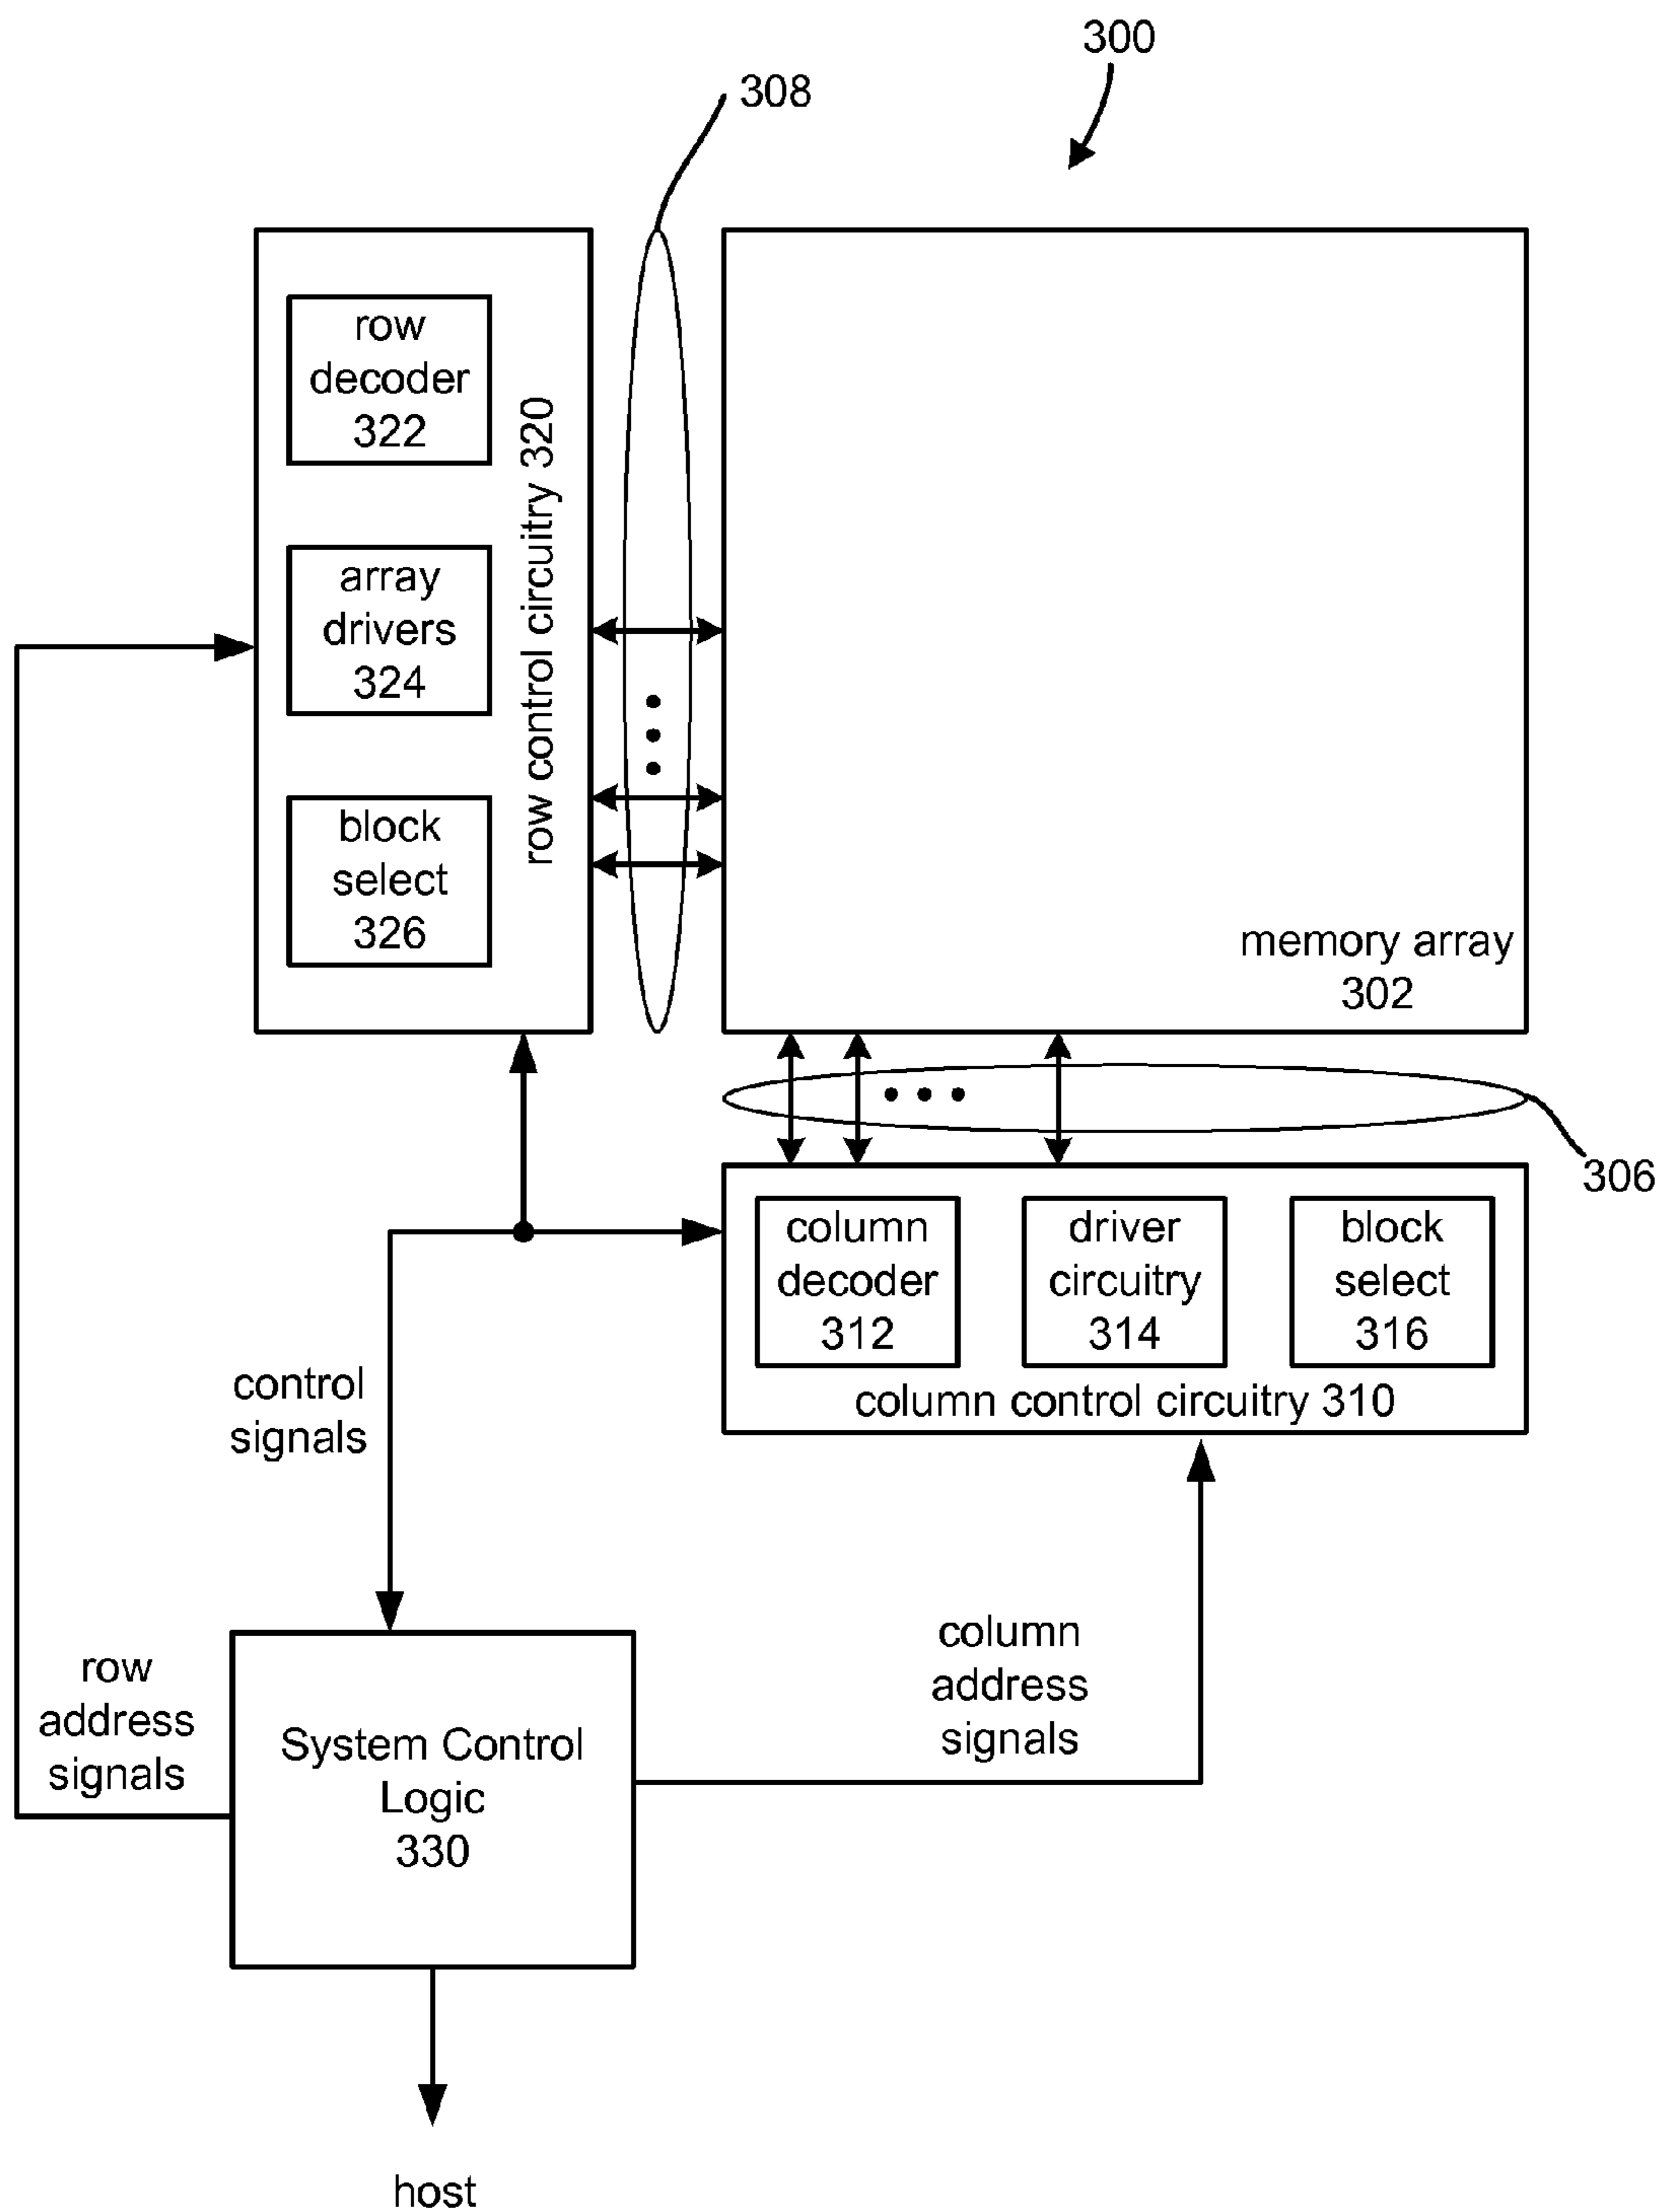 300
308
row
decoder
322
array
drivers
324
block
select
326
row control circuitry 320
memory array
302
306
column
decoder
312
driver
circuitry
314
block
select
316
column control circuitry 310
control
signals
row
address
signals
column
address
signals
System Control
Logic
330
host